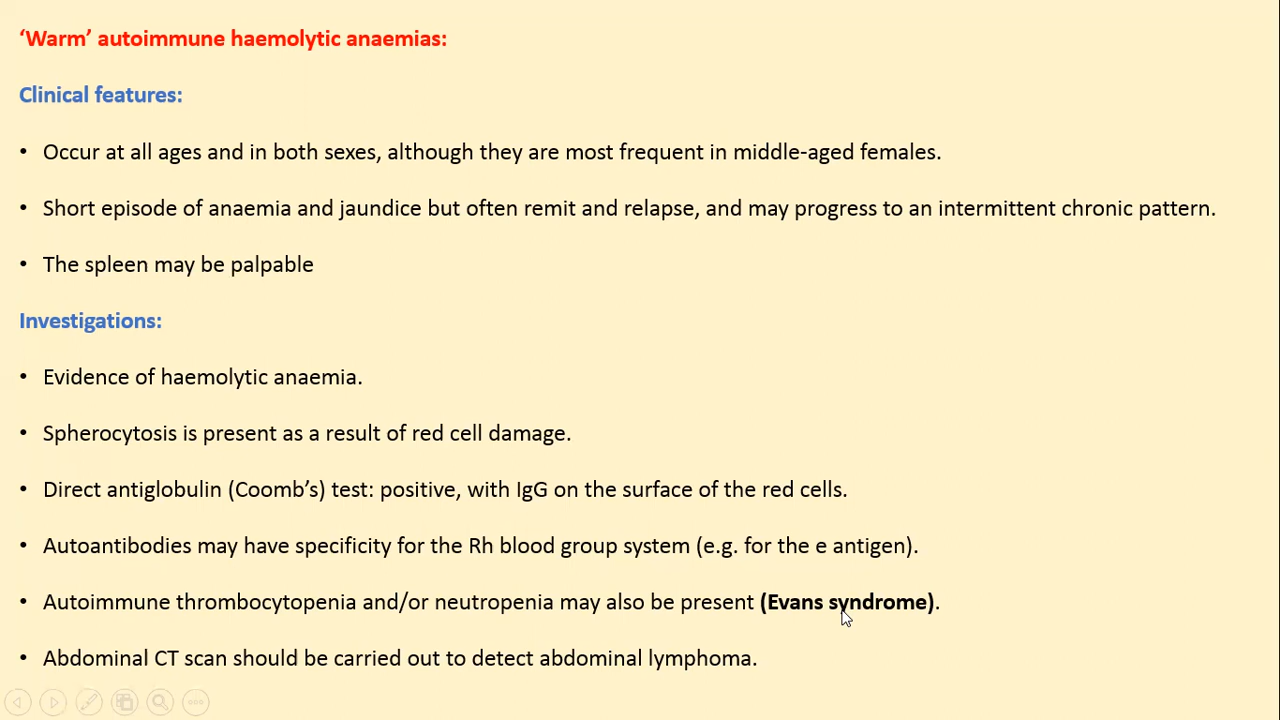 ‘Warm’ autoimmune haemolytic anaemias:
Clinical features:
• Occur at all ages and in both sexes, although they are most frequent in middle-aged females.
• Short episode of anaemia and jaundice but often remit and relapse, and may progress to an intermittent chronic pattern.
• The spleen may be palpable
Investigations:
• Evidence of haemolytic anaemia.
• Spherocytosis is present as a result of red cell damage.
• Direct antiglobulin (Coomb’s) test: positive, with IgG on the surface of the red cells.
• Autoantibodies may have specificity for the Rh blood group system (e.g. for the e antigen).
• Autoimmune thrombocytopenia and/or neutropenia may also be present (Evans syndrome).
• Abdominal CT scan should be carried out to detect abdominal lymphoma.